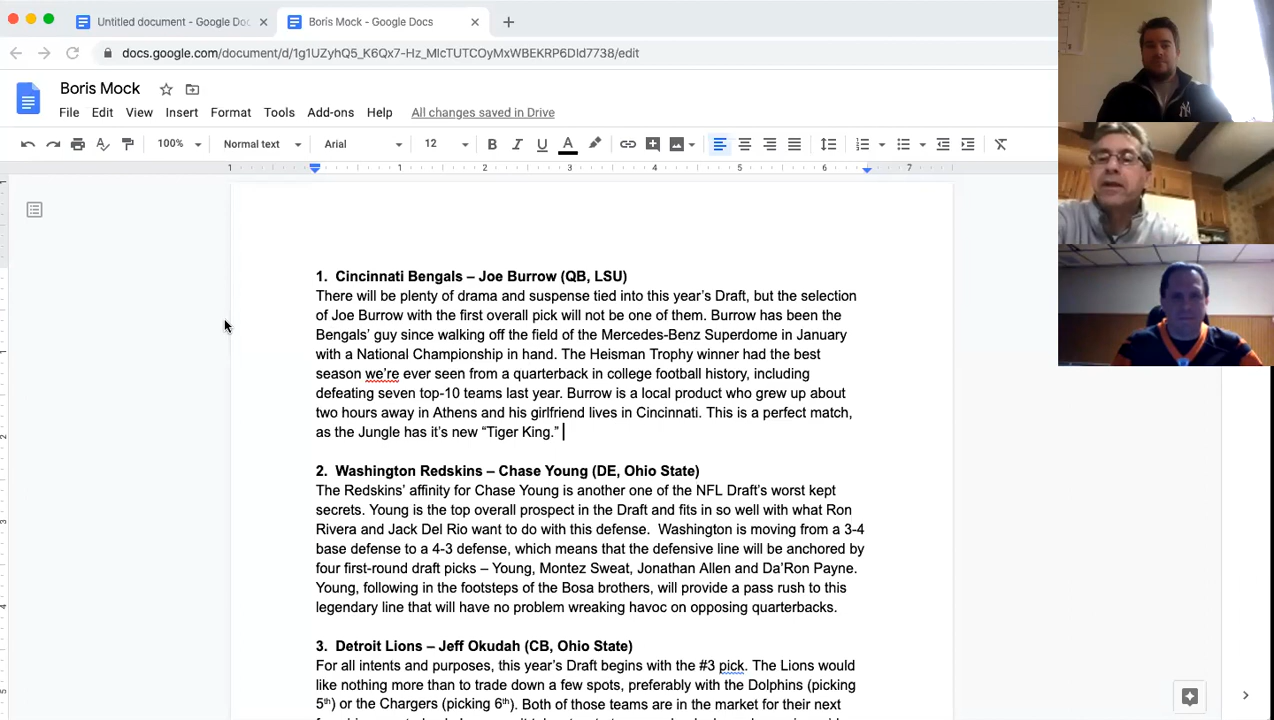 Untitled document - Google Doc
Boris Mock - Google Docs
docs.google.com/document/d/1g1UZyhQ5_K6Qx7-Hz_MIcTUTCOyMxWBEKRP6DId7738/edit
Boris Mock
File Edit View Insert Format Tools Add-ons Help All changes saved in Drive
100% Normal text Arial 12
1 1 2 3 4 5 6 7
1. Cincinnati Bengals – Joe Burrow (QB, LSU)
There will be plenty of drama and suspense tied into this year's Draft, but the selection
of Joe Burrow with the first overall pick will not be one of them. Burrow has been the
Bengals' guy since walking off the field of the Mercedes-Benz Superdome in January
with a National Championship in hand. The Heisman Trophy winner had the best
season we're ever seen from a quarterback in college football history, including
defeating seven top-10 teams last year. Burrow is a local product who grew up about
two hours away in Athens and his girlfriend lives in Cincinnati. This is a perfect match,
as the Jungle has it's new “Tiger King.”
2. Washington Redskins – Chase Young (DE, Ohio State)
The Redskins' affinity for Chase Young is another one of the NFL Draft's worst kept
secrets. Young is the top overall prospect in the Draft and fits in so well with what Ron
Rivera and Jack Del Rio want to do with this defense. Washington is moving from a 3-4
base defense to a 4-3 defense, which means that the defensive line will be anchored by
four first-round draft picks – Young, Montez Sweat, Jonathan Allen and Da'Ron Payne.
Young, following in the footsteps of the Bosa brothers, will provide a pass rush to this
legendary line that will have no problem wreaking havoc on opposing quarterbacks.
3. Detroit Lions – Jeff Okudah (CB, Ohio State)
For all intents and purposes, this year's Draft begins with the #3 pick. The Lions would
like nothing more than to trade down a few spots, preferably with the Dolphins (picking
5th) or the Chargers (picking 6th). Both of those teams are in the market for their next